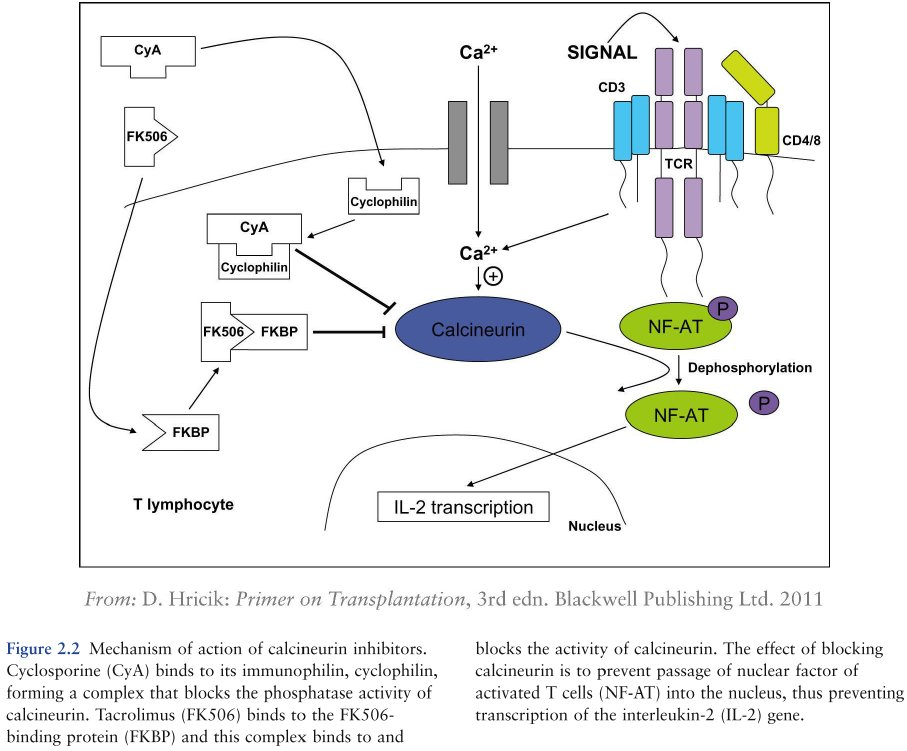 CyA
Ca2+
SIGNAL
CD3
FK506
CD4/8
TCR
Cyclophilin
CyA
Cyclophilin
Ca2+
+
P
FK506
FKBP
Calcineurin
NF-AT
Dephosphorylation
P
NF-AT
FKBP
T lymphocyte
IL-2 transcription
Nucleus
From: D. Hricik: Primer on Transplantation, 3rd edn. Blackwell Publishing Ltd. 2011
Figure 2.2 Mechanism of action of calcineurin inhibitors.
Cyclosporine (CyA) binds to its immunophilin, cyclophilin,
forming a complex that blocks the phosphatase activity of
calcineurin. Tacrolimus (FK506) binds to the FK506-
binding protein (FKBP) and this complex binds to and
blocks the activity of calcineurin. The effect of blocking
calcineurin is to prevent passage of nuclear factor of
activated T cells (NF-AT) into the nucleus, thus preventing
transcription of the interleukin-2 (IL-2) gene.